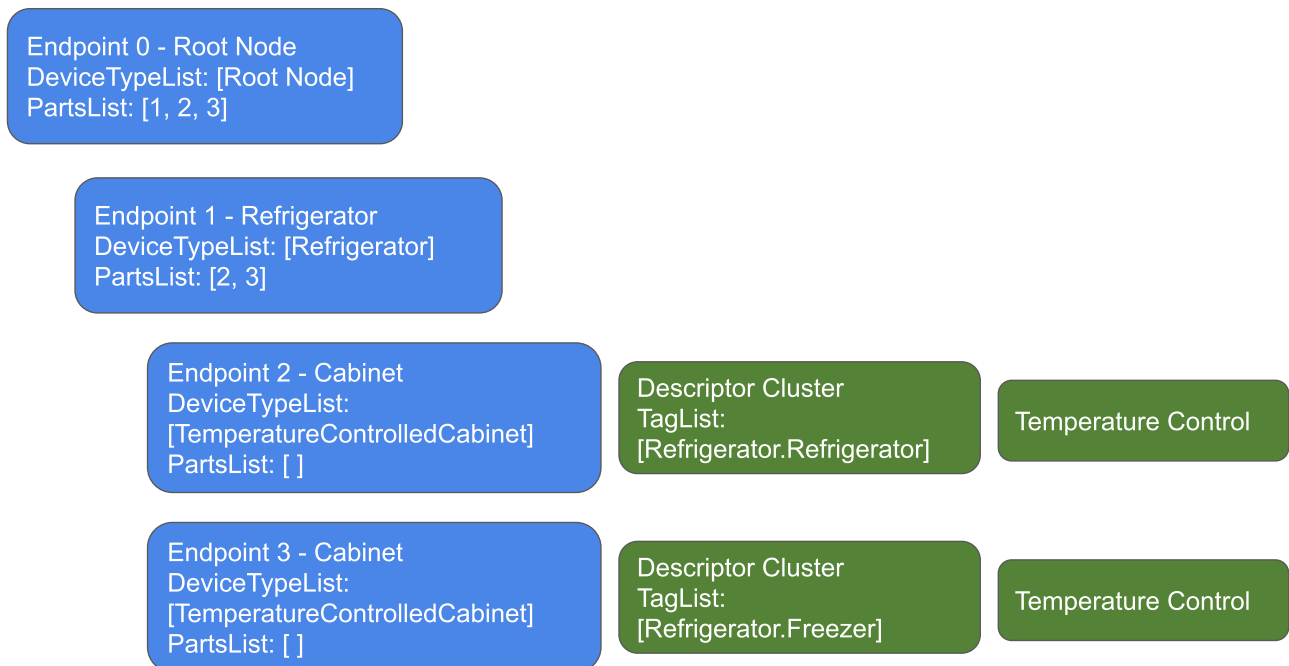 Endpoint 0 - Root Node
DeviceTypeList: [Root Node]
PartsList: [1, 2, 3]
Endpoint 1 - Refrigerator
DeviceTypeList: [Refrigerator]
PartsList: [2, 3]
Endpoint 2 - Cabinet
DeviceTypeList:
[TemperatureControlledCabinet]
PartsList: [ ]
Descriptor Cluster
TagList:
[Refrigerator.Refrigerator]
Temperature Control
Endpoint 3 - Cabinet
DeviceTypeList:
[TemperatureControlledCabinet]
PartsList: [ ]
Descriptor Cluster
TagList:
[Refrigerator.Freezer]
Temperature Control